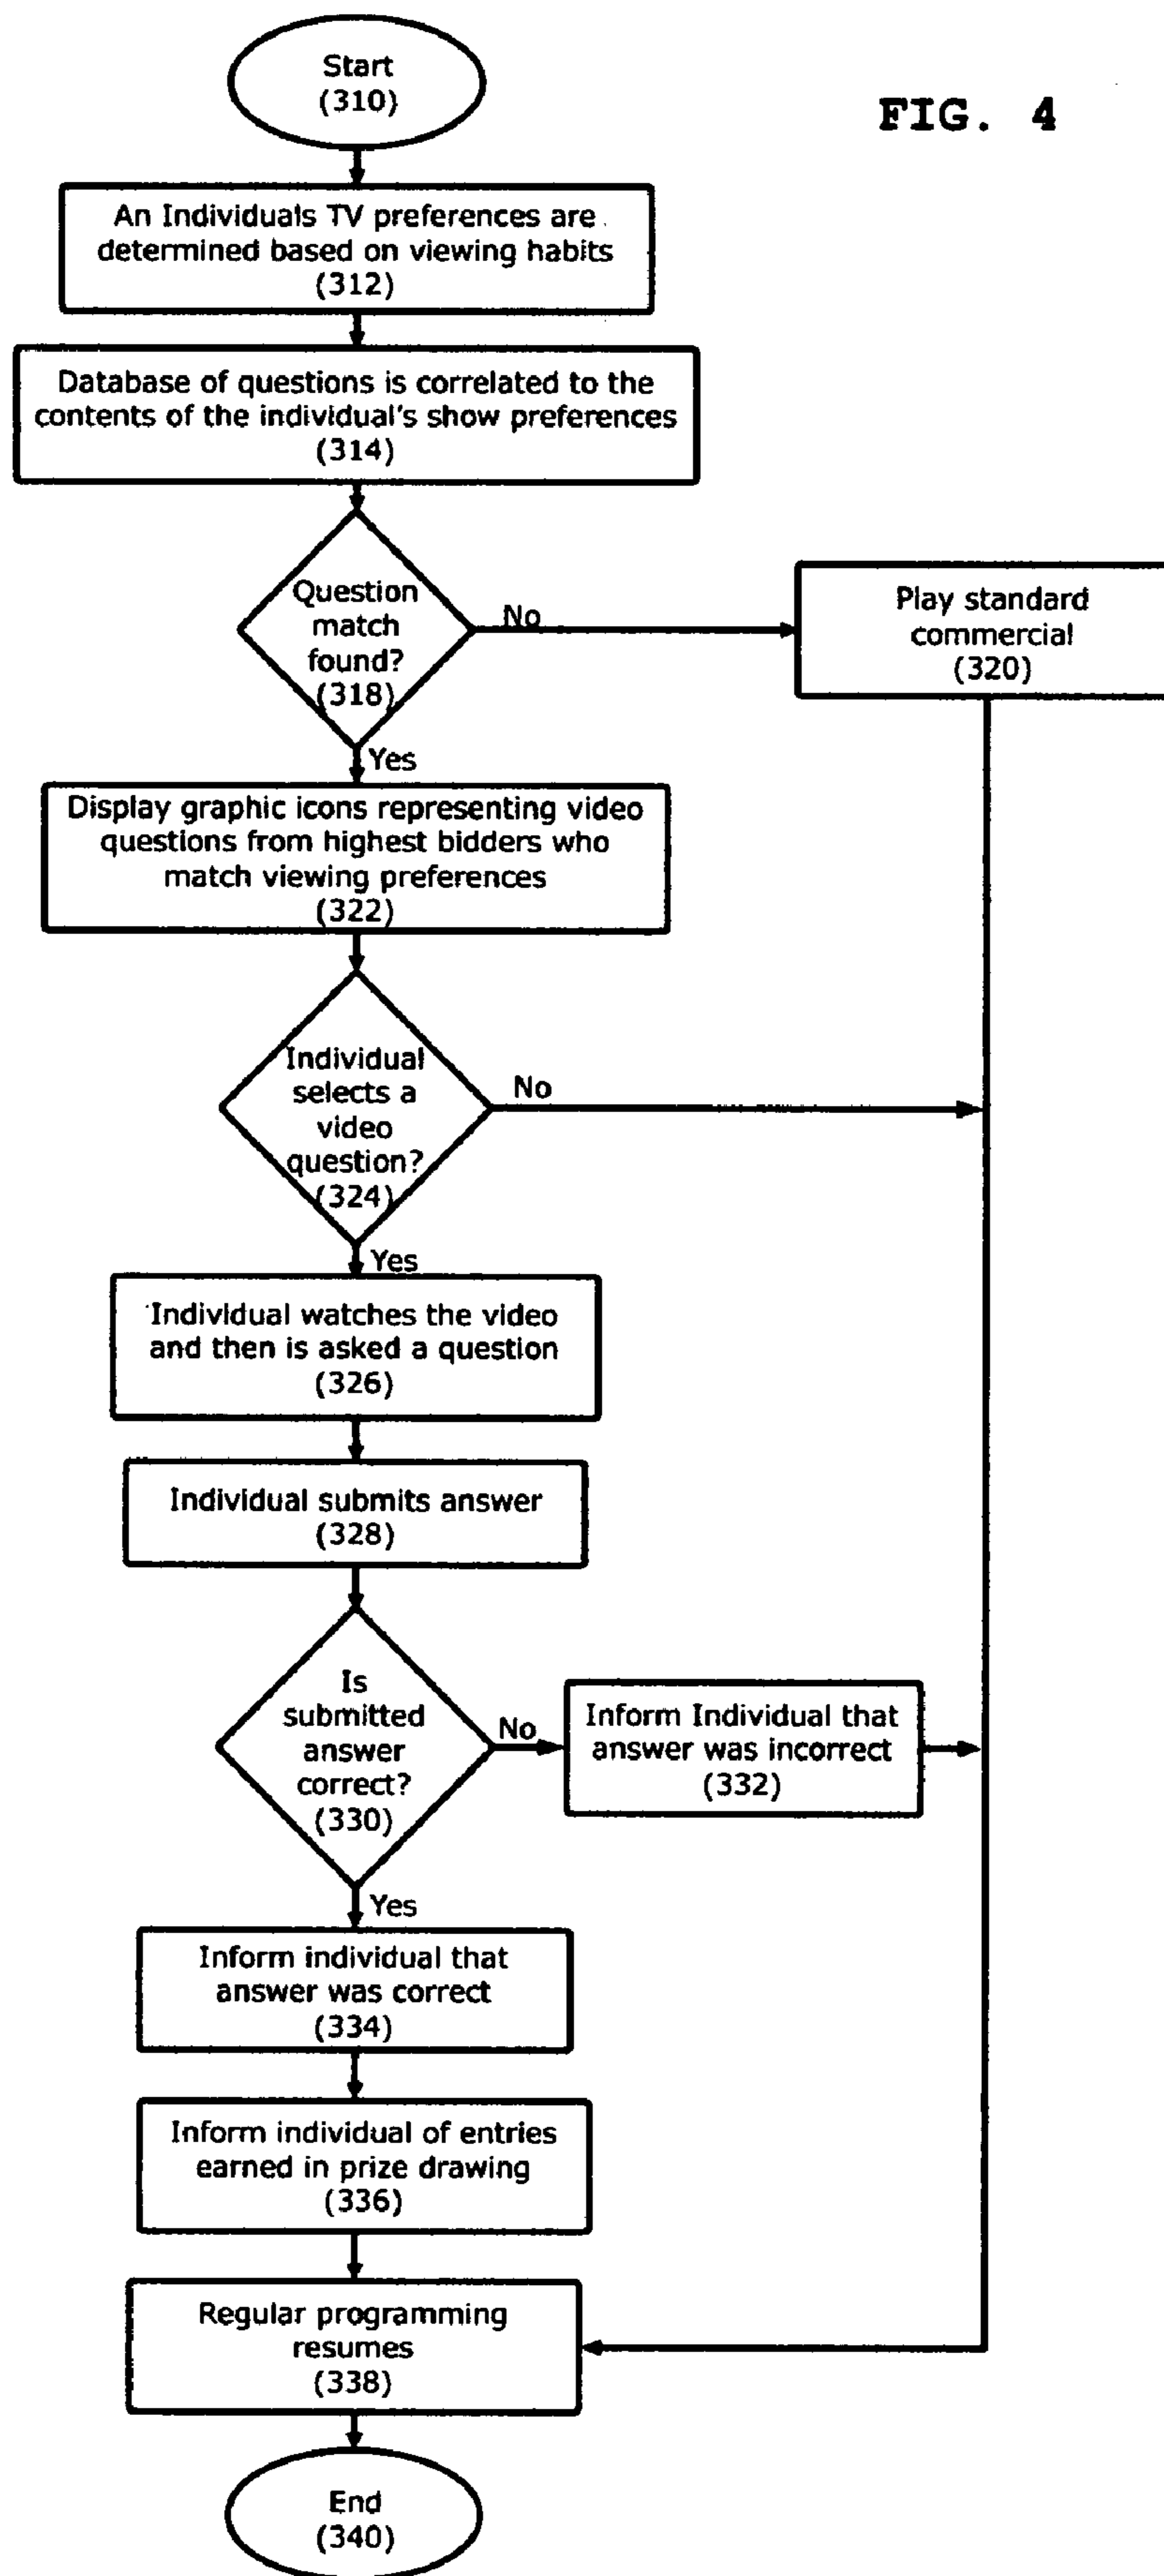 Start
(310)
FIG. 4
An Individuals TV preferences are
determined based on viewing habits
(312)
Database of questions is correlated to the
contents of the individual's show preferences
(314)
Question
match
found?
(318)
No
Play standard
commercial
(320)
Yes
Display graphic icons representing video
questions from highest bidders who
match viewing preferences
(322)
Individual
selects a
video
question?
(324)
No
Yes
Individual watches the video
and then is asked a question
(326)
Individual submits answer
(328)
Is
submitted
answer
correct?
(330)
No
Inform Individual that
answer was incorrect
(332)
Yes
Inform individual that
answer was correct
(334)
Inform individual of entries
earned in prize drawing
(336)
Regular programming
resumes
(338)
End
(340)